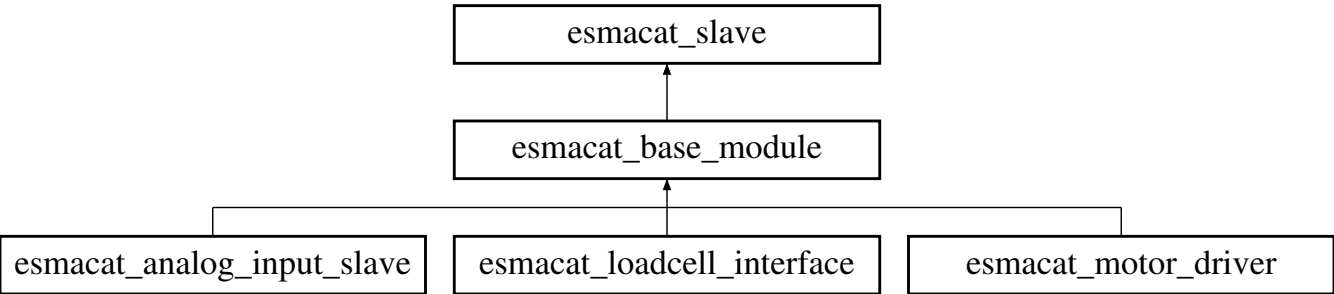 esmacat_slave
esmacat_base_module
esmacat_analog_input_slave
esmacat_loadcell_interface
esmacat_motor_driver